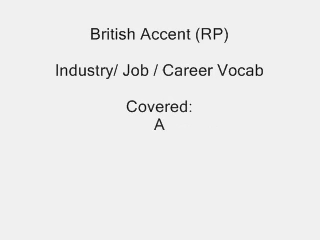 British Accent (RP)
Industry/ Job / Career Vocab
Covered:
A